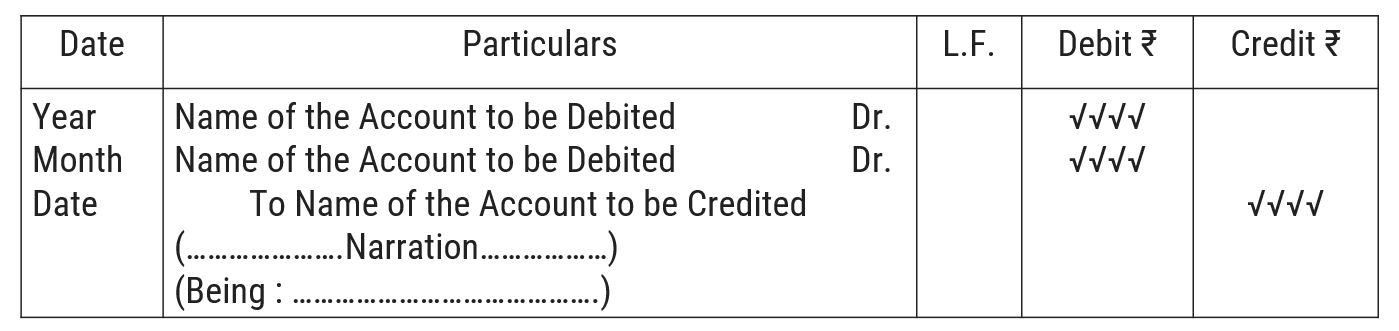 Date Particulars L.F. Debit ₹ Credit ₹
Year Name of the Account to be Debited Dr. √√√√
Month Name of the Account to be Debited Dr. √√√√
Date To Name of the Account to be Credited √√√√
(………………….Narration………………)
(Being : …………………………………….)